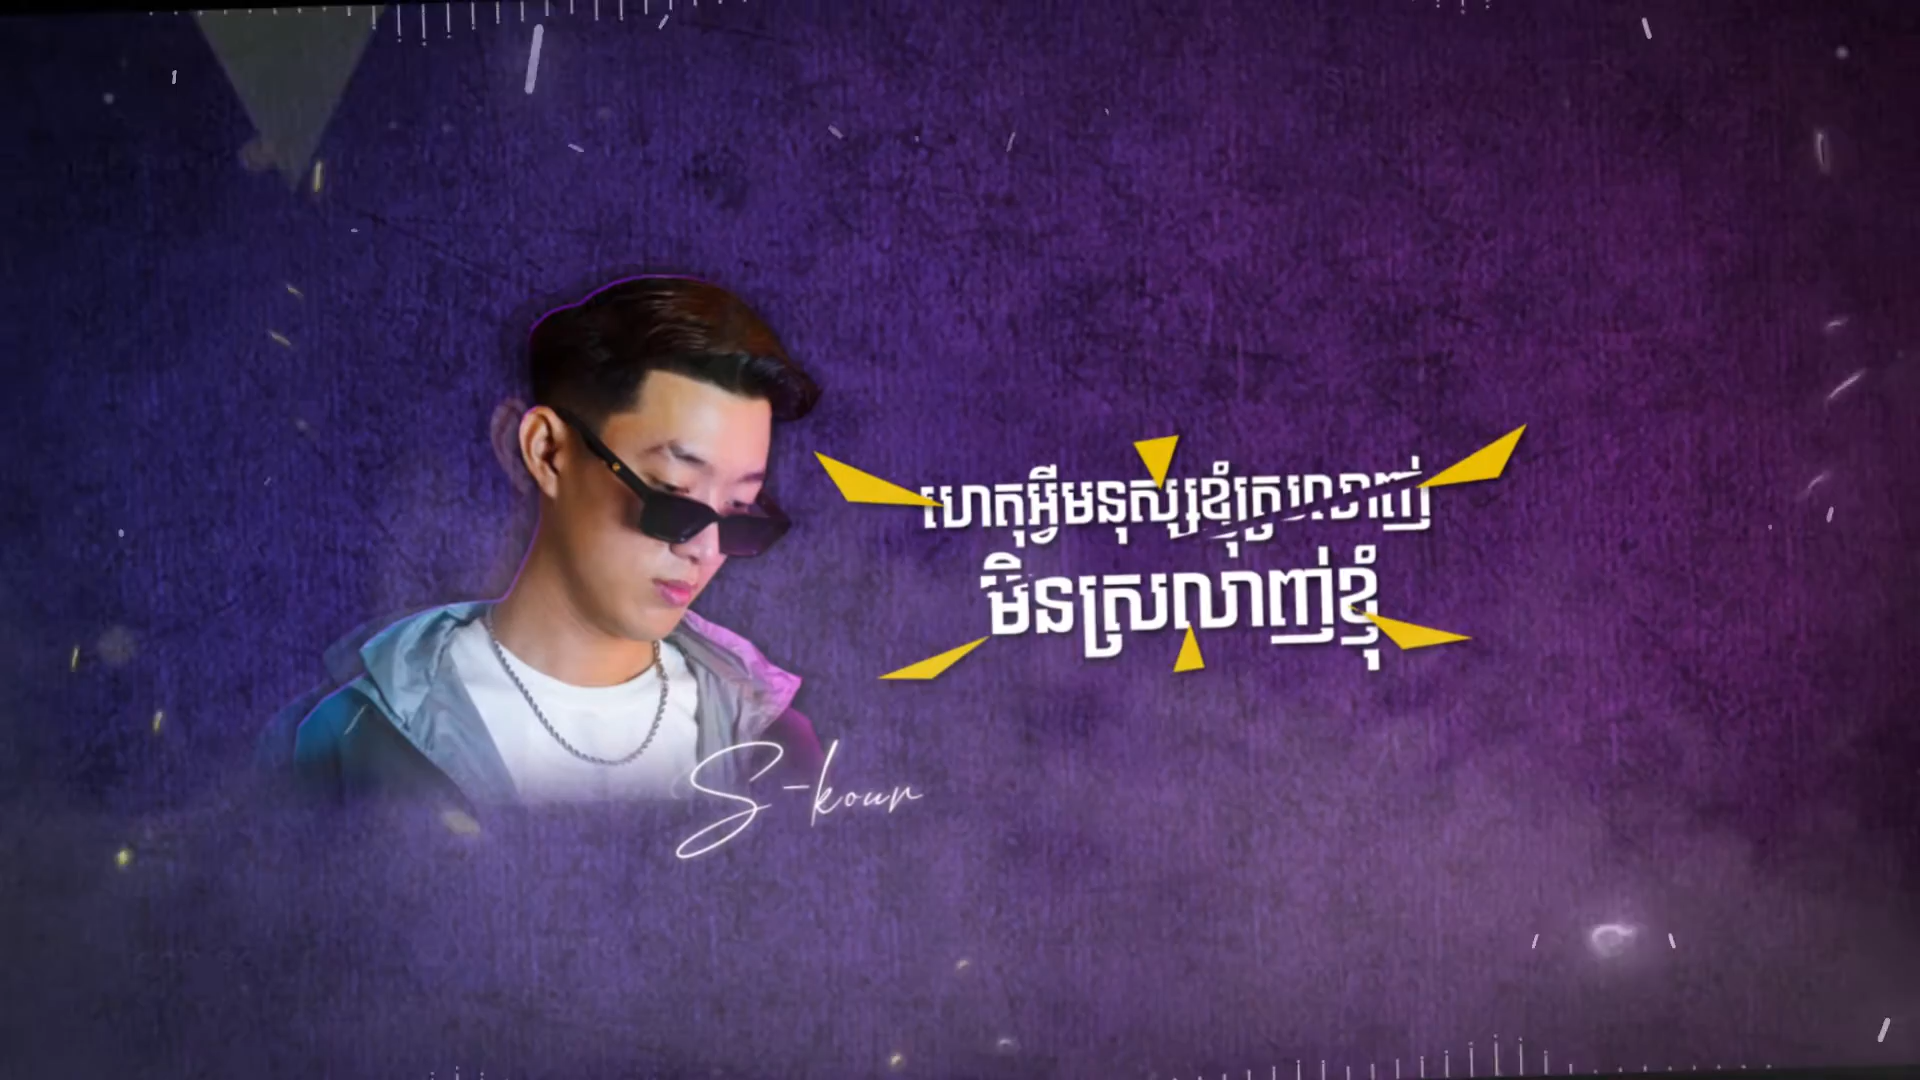 ហេតុអ្វីមនុស្សខ្ញុំស្រលាញ់
មិនស្រលាញ់ខ្ញុំ
S-koun